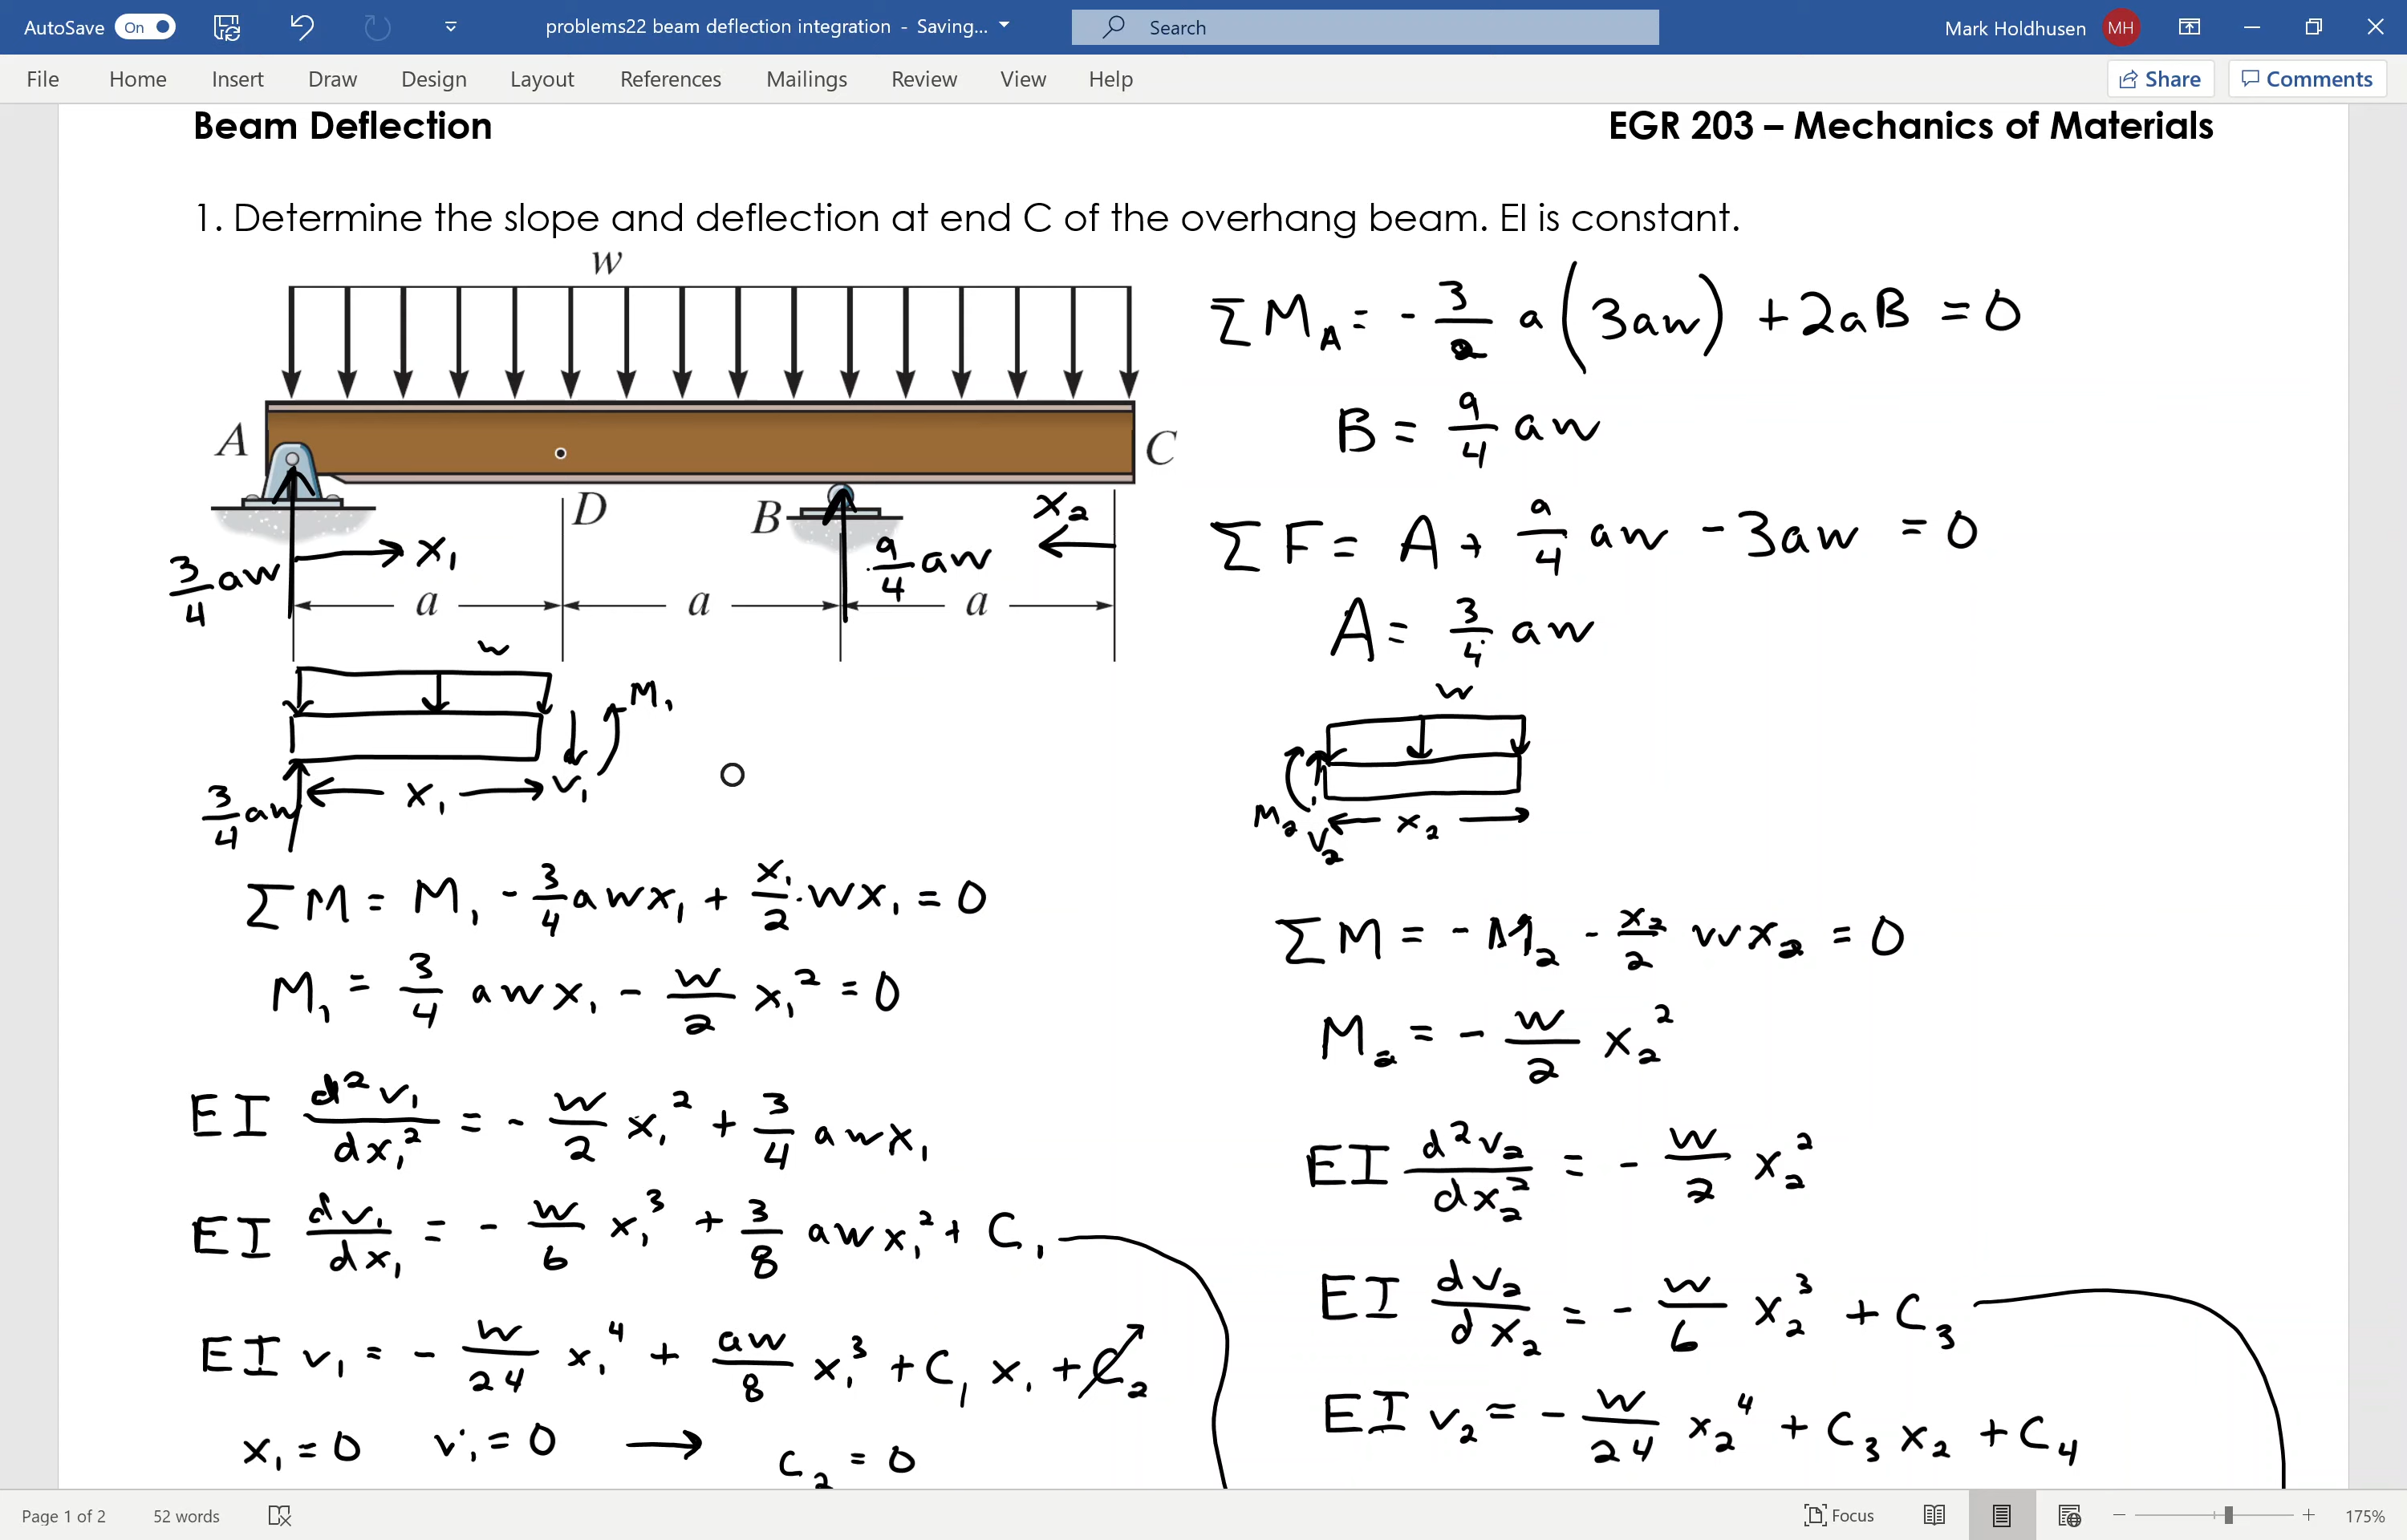 AutoSave On problems22 beam deflection integration - Saving... Search Mark Holdhusen MH
File Home Insert Draw Design Layout References Mailings Review View Help Share Comments
Beam Deflection EGR 203 – Mechanics of Materials
1. Determine the slope and deflection at end C of the overhang beam. EI is constant.
w
A
C
D
B
x₂
3/4 aw
x₁
9/4 aw
a a a
ΣM_A = - 3/2 a (3aw) + 2aB = 0
B = 9/4 aw
ΣF = A + 9/4 aw - 3aw = 0
A = 3/4 aw
w
M₁
x₁
V₁
3/4 aw
w
M₂
V₂
x₂
ΣM = M₁ - 3/4 awx₁ + x₁/2 · wx₁ = 0
M₁ = 3/4 awx₁ - w/2 x₁² = 0
EI d²v₁/dx₁² = - w/2 x₁² + 3/4 awx₁
EI dv₁/dx₁ = - w/6 x₁³ + 3/8 awx₁² + C₁
EI v₁ = - w/24 x₁⁴ + aw/8 x₁³ + C₁ x₁ + C₂
x₁ = 0 v₁ = 0 → C₂ = 0
ΣM = - M₂ - x₂/2 wx₂ = 0
M₂ = - w/2 x₂²
EI d²v₂/dx₂² = - w/2 x₂²
EI dv₂/dx₂ = - w/6 x₂³ + C₃
EI v₂ = - w/24 x₂⁴ + C₃ x₂ + C₄
Page 1 of 2 52 words Focus 175%